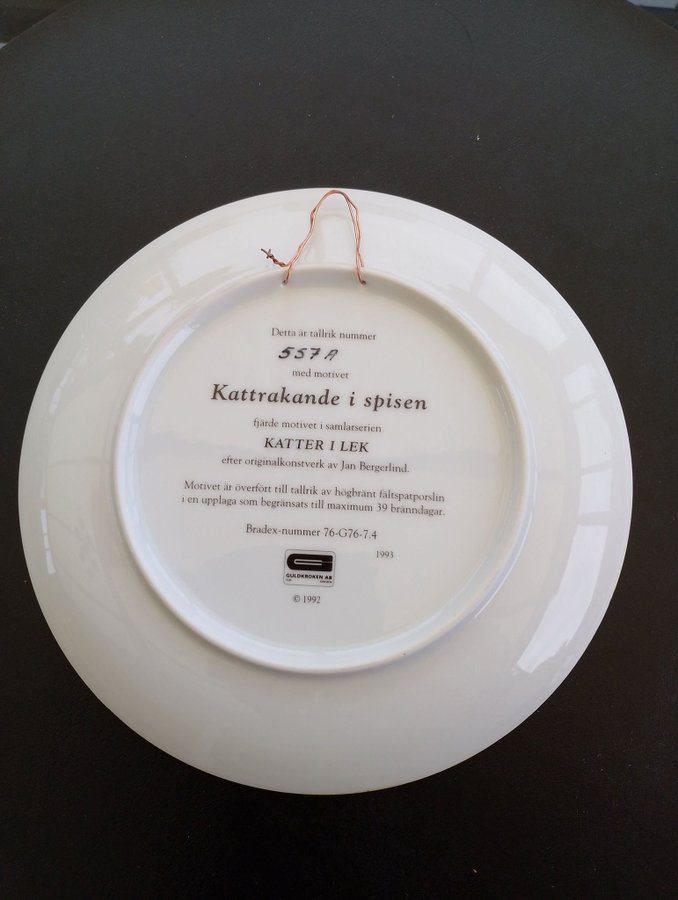 Detta är tallrik nummer
557A
med motivet
Kattrakande i spisen
fjärde motivet i samlarserien
KATTER I LEK
efter originalkonstverk av Jan Bergerlind.
Motivet är överfört till tallrik av högbränt fältspatporslin
i en upplaga som begränsats till maximum 39 bränndagar.
Bradex-nummer 76-G76-7.4
1993
GULDKROKEN AB
© 1992